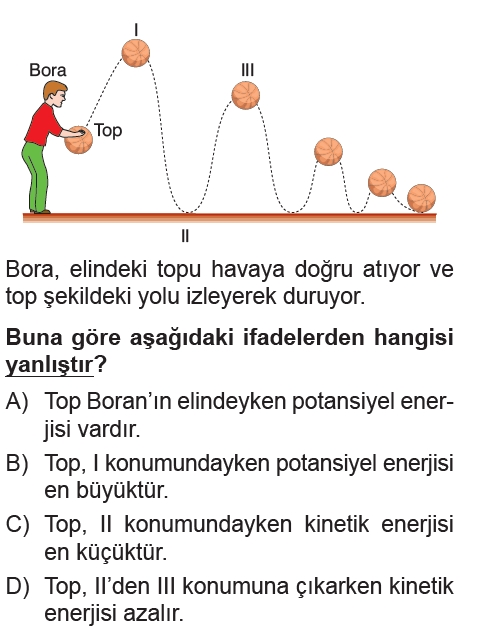 I
Bora
III
Top
II
Bora, elindeki topu havaya doğru atıyor ve
top şekildeki yolu izleyerek duruyor.
Buna göre aşağıdaki ifadelerden hangisi
yanlıştır?
A) Top Boran’ın elindeyken potansiyel ener-
jisi vardır.
B) Top, I konumundayken potansiyel enerjisi
en büyüktür.
C) Top, II konumundayken kinetik enerjisi
en küçüktür.
D) Top, II’den III konumuna çıkarken kinetik
enerjisi azalır.